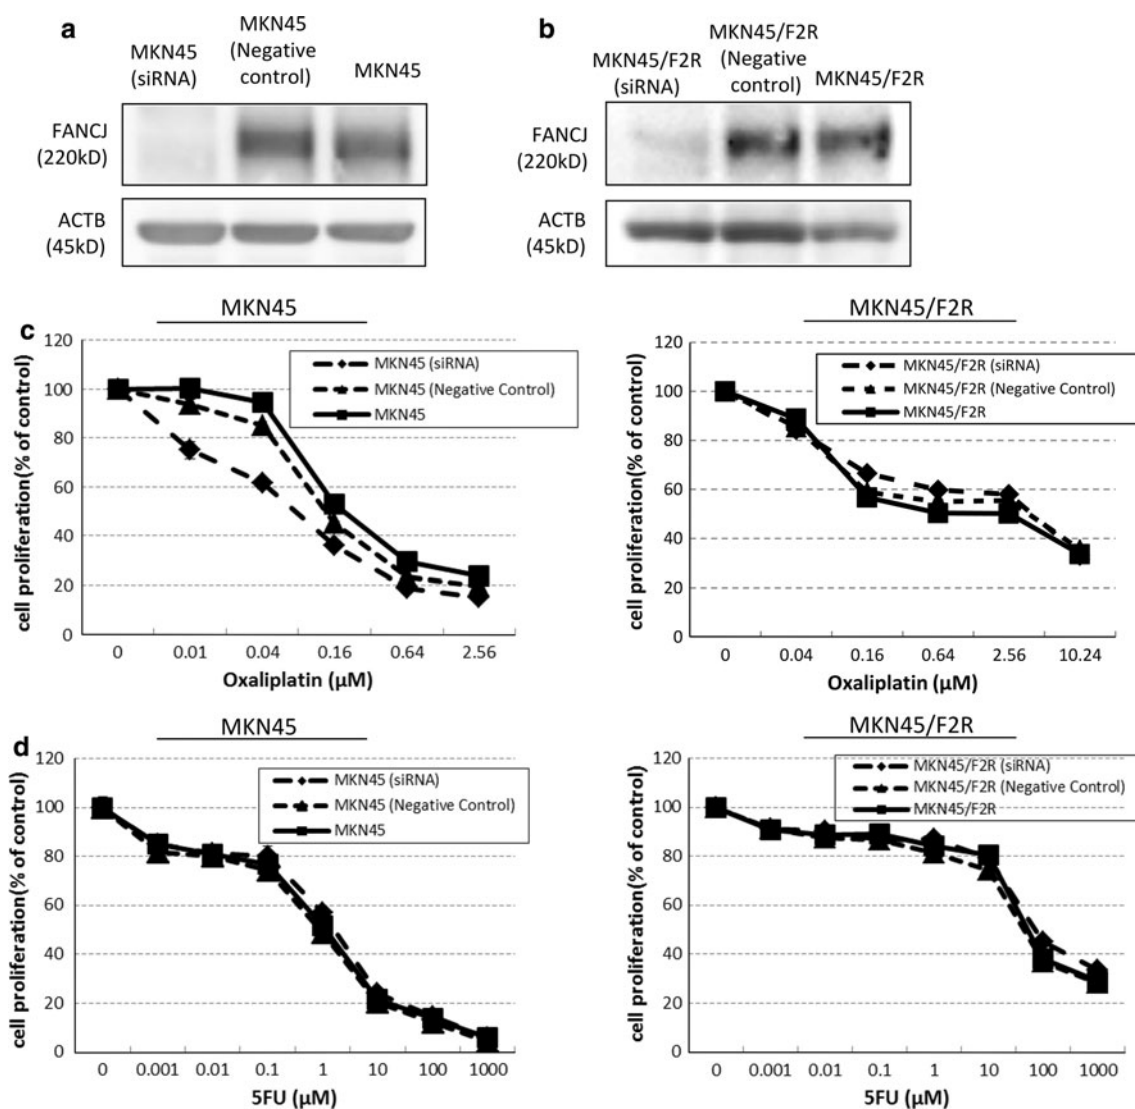 a
MKN45
(siRNA)
MKN45
(Negative
control)
MKN45
FANCJ
(220kD)
ACTB
(45kD)
b
MKN45/F2R
(siRNA)
MKN45/F2R
(Negative
control)
MKN45/F2R
FANCJ
(220kD)
ACTB
(45kD)
c
MKN45
cell proliferation(% of control)
120
100
80
60
40
20
0
MKN45 (siRNA)
MKN45 (Negative Control)
MKN45
0 0.01 0.04 0.16 0.64 2.56
Oxaliplatin (μM)
MKN45/F2R
cell proliferation(% of control)
120
100
80
60
40
20
0
MKN45/F2R (siRNA)
MKN45/F2R (Negative Control)
MKN45/F2R
0 0.04 0.16 0.64 2.56 10.24
Oxaliplatin (μM)
d
MKN45
cell proliferation(% of control)
120
100
80
60
40
20
0
MKN45 (siRNA)
MKN45 (Negative Control)
MKN45
0 0.001 0.01 0.1 1 10 100 1000
5FU (μM)
MKN45/F2R
cell proliferation(% of control)
120
100
80
60
40
20
0
MKN45/F2R (siRNA)
MKN45/F2R (Negative Control)
MKN45/F2R
0 0.001 0.01 0.1 1 10 100 1000
5FU (μM)